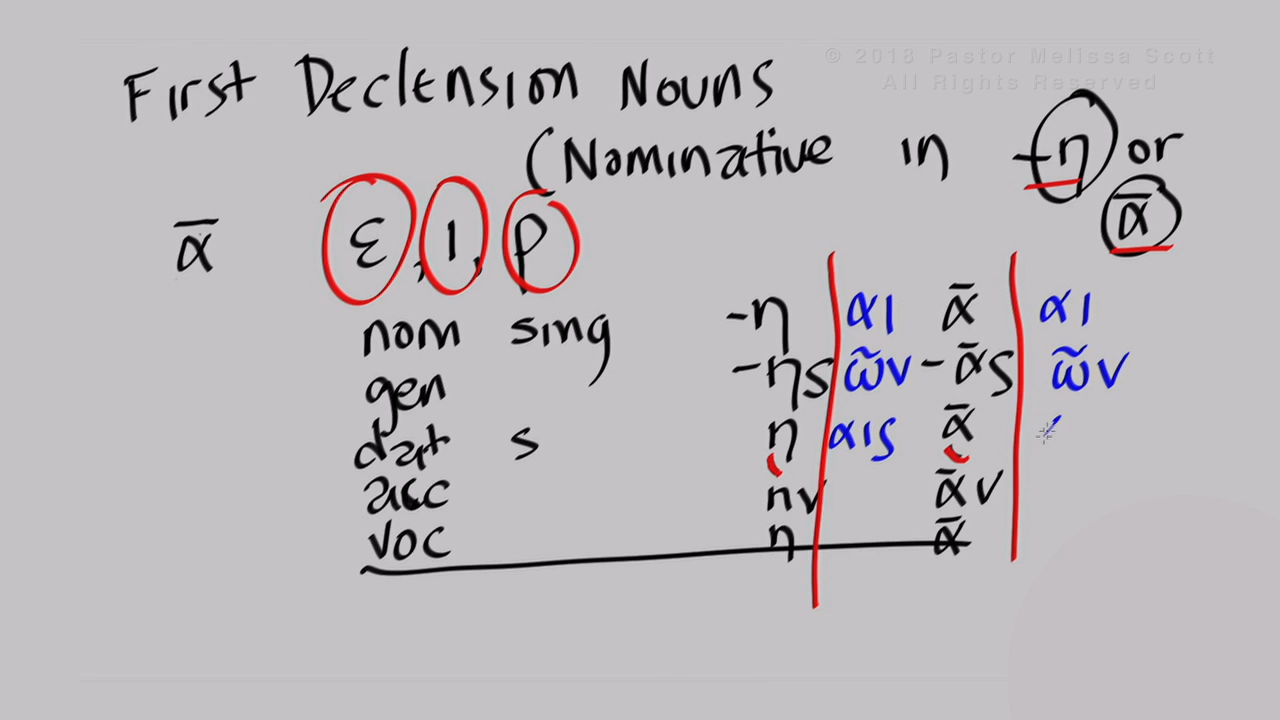 © 2018 Pastor Melissa Scott
All Rights Reserved
First Declension Nouns
(Nominative in -η or
ᾱ)
ᾱ ε, ι, ρ
nom sing -η αι ᾱ αι
gen -ης ῶν -ᾱς ῶν
dat s ῃ αις ᾱͅ
acc ην ᾱν
voc η ᾱ